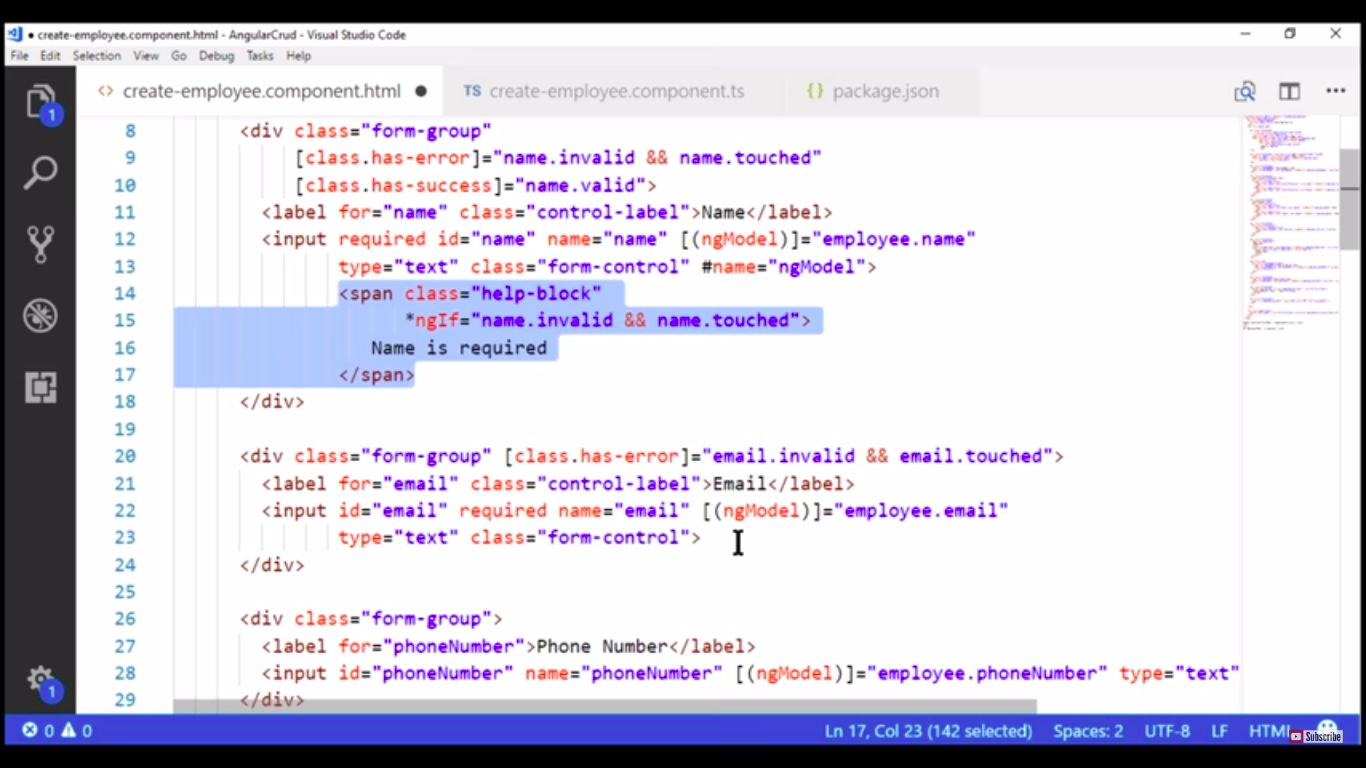 ● create-employee.component.html - AngularCrud - Visual Studio Code
File Edit Selection View Go Debug Tasks Help
<> create-employee.component.html ● TS create-employee.component.ts {} package.json
1
8 <div class="form-group"
9 [class.has-error]="name.invalid && name.touched"
10 [class.has-success]="name.valid">
11 <label for="name" class="control-label">Name</label>
12 <input required id="name" name="name" [(ngModel)]="employee.name"
13 type="text" class="form-control" #name="ngModel">
14 <span class="help-block"
15 *ngIf="name.invalid && name.touched">
16 Name is required
17 </span>
18 </div>
19
20 <div class="form-group" [class.has-error]="email.invalid && email.touched">
21 <label for="email" class="control-label">Email</label>
22 <input id="email" required name="email" [(ngModel)]="employee.email"
23 type="text" class="form-control">
24 </div>
25
26 <div class="form-group">
27 <label for="phoneNumber">Phone Number</label>
28 <input id="phoneNumber" name="phoneNumber" [(ngModel)]="employee.phoneNumber" type="text"
29 </div>
1
0 0 Ln 17, Col 23 (142 selected) Spaces: 2 UTF-8 LF HTML
Subscribe